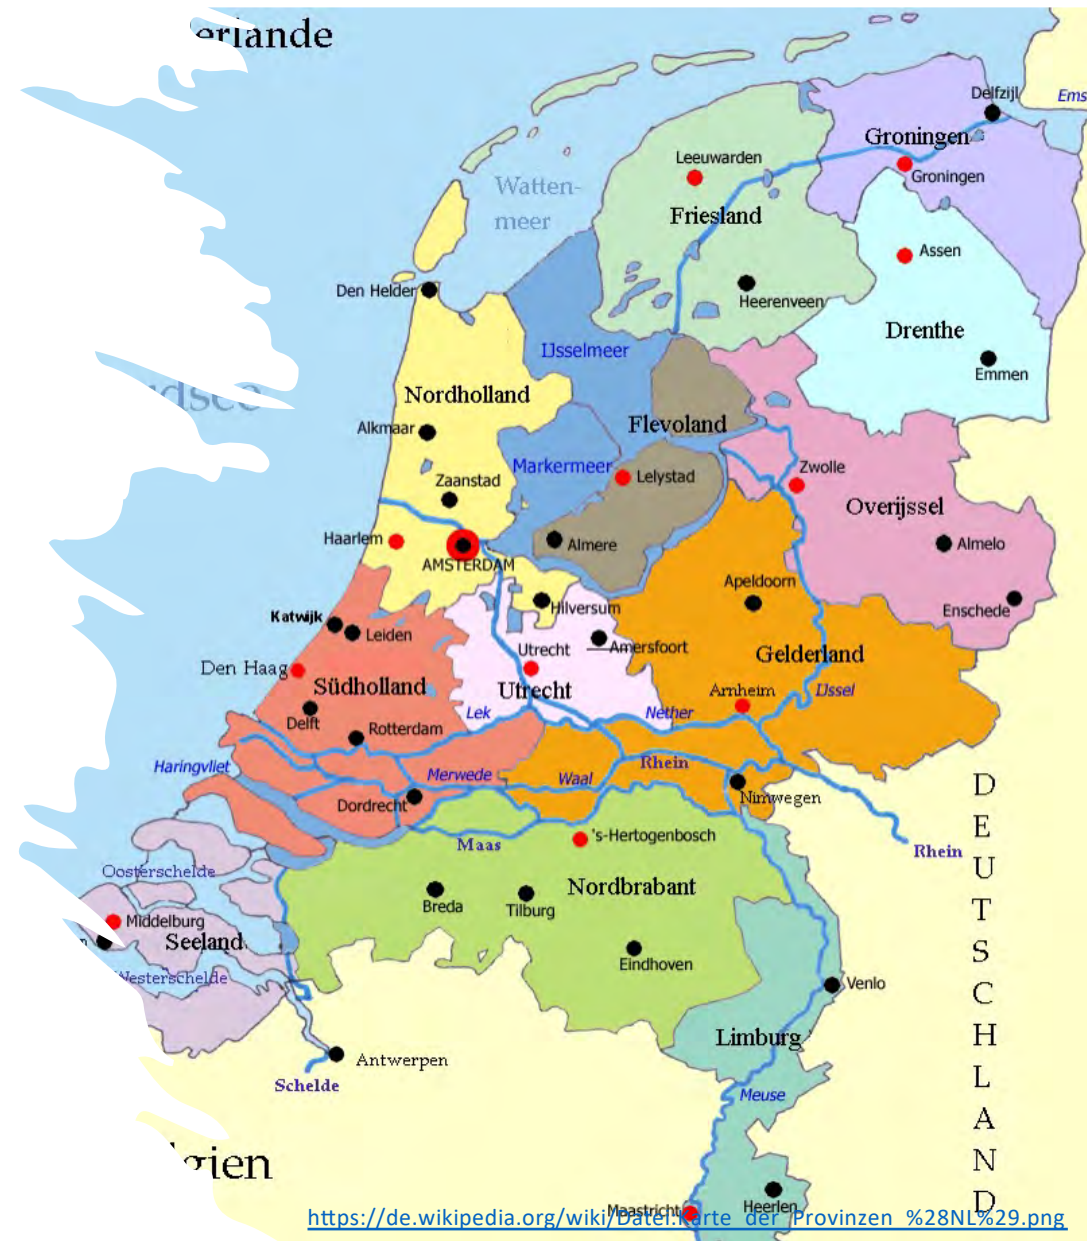 erlande
Delfzijl
Ems
Groningen
Groningen
Leeuwarden
Watten-
meer
Friesland
Assen
Den Helder
Heerenveen
Drenthe
IJsselmeer
Emmen
dsee
Nordholland
Flevoland
Alkmaar
Markermeer
Zwolle
Lelystad
Zaanstad
Overijssel
Haarlem
Almere
Almelo
AMSTERDAM
Apeldoorn
Hilversum
Enschede
Katwijk
Leiden
Amersfoort
Utrecht
Gelderland
Den Haag
Südholland
Utrecht
Arnheim
IJssel
Lek
Nether
Delft
Rotterdam
Haringvliet
Rhein
Merwede
Waal
Dordrecht
Nimwegen
's-Hertogenbosch
Maas
Rhein
Oosterschelde
Nordbrabant
Breda
Tilburg
Middelburg
Seeland
n
Eindhoven
Westerschelde
Venlo
Limburg
Antwerpen
Schelde
Meuse
DEUTSCHLAND
gien
Heerlen
Maastricht
https://de.wikipedia.org/wiki/Datei:Karte_der_Provinzen_%28NL%29.png